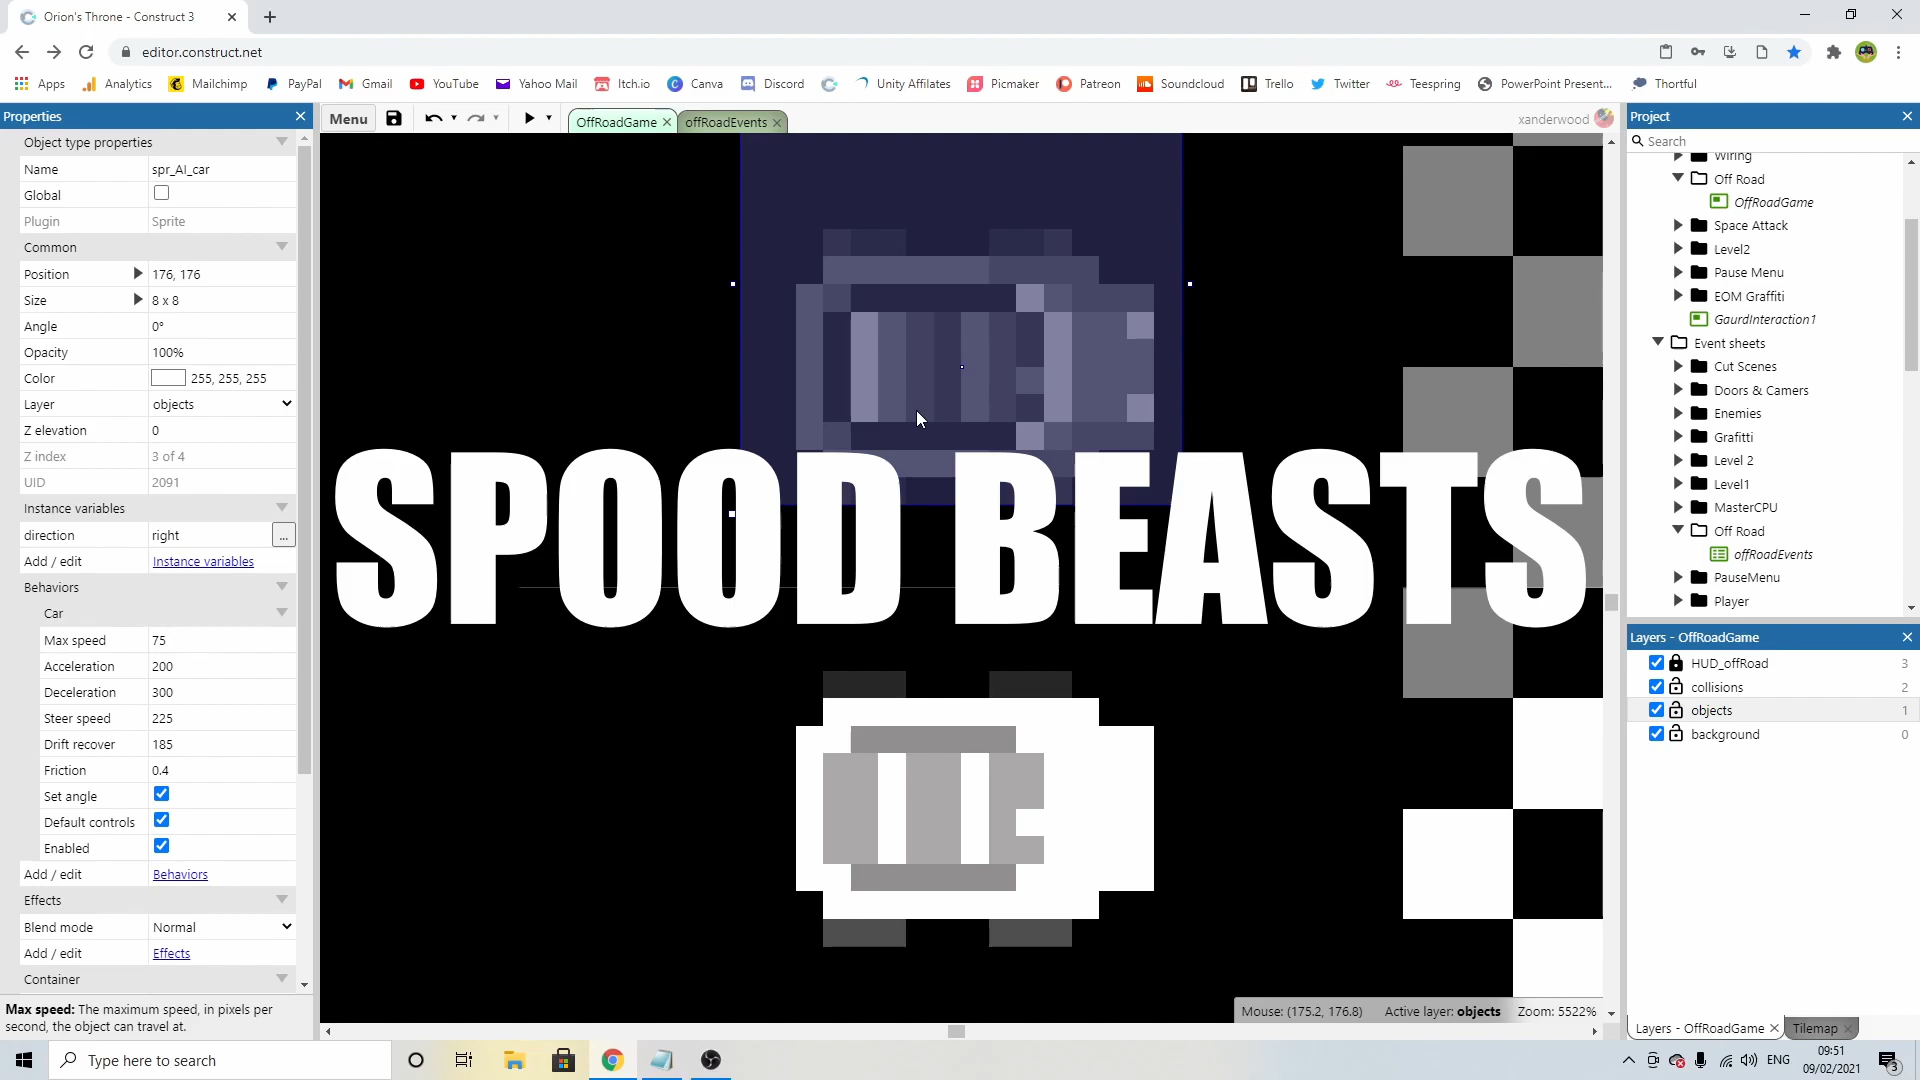 Orion's Throne - Construct 3
editor.construct.net
Apps Analytics Mailchimp PayPal Gmail YouTube Yahoo Mail Itch.io Canva Discord Unity Affilates Picmaker Patreon Soundcloud Trello Twitter Teespring PowerPoint Present... Thortful
Properties
Object type properties
Name spr_AI_car
Global
Plugin Sprite
Common
Position 176, 176
Size 8 x 8
Angle 0°
Opacity 100%
Color 255, 255, 255
Layer objects
Z elevation 0
Z index 3 of 4
UID 2091
Instance variables
direction right ...
Add / edit Instance variables
Behaviors
Car
Max speed 75
Acceleration 200
Deceleration 300
Steer speed 225
Drift recover 185
Friction 0.4
Set angle
Default controls
Enabled
Add / edit Behaviors
Effects
Blend mode Normal
Add / edit Effects
Container
Max speed: The maximum speed, in pixels per
second, the object can travel at.
Menu OffRoadGame offRoadEvents xanderwood
SPOOD BEASTS
Mouse: (175.2, 176.8) Active layer: objects Zoom: 5522%
Project
Search
Wiring
Off Road
OffRoadGame
Space Attack
Level2
Pause Menu
EOM Graffiti
GaurdInteraction1
Event sheets
Cut Scenes
Doors & Camers
Enemies
Grafitti
Level 2
Level1
MasterCPU
Off Road
offRoadEvents
PauseMenu
Player
Layers - OffRoadGame
HUD_offRoad 3
collisions 2
objects 1
background 0
Layers - OffRoadGame Tilemap
Type here to search
ENG
09:51
09/02/2021
3